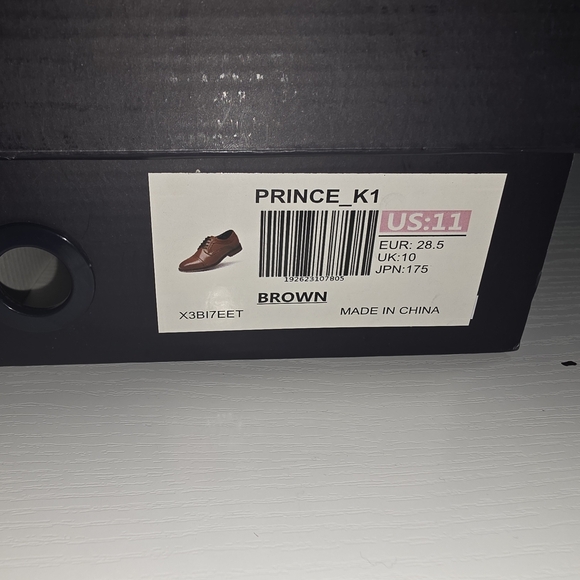 PRINCE_K1
US:11
EUR: 28.5
UK:10
JPN:175
192623107805
BROWN
X3BI7EET
MADE IN CHINA